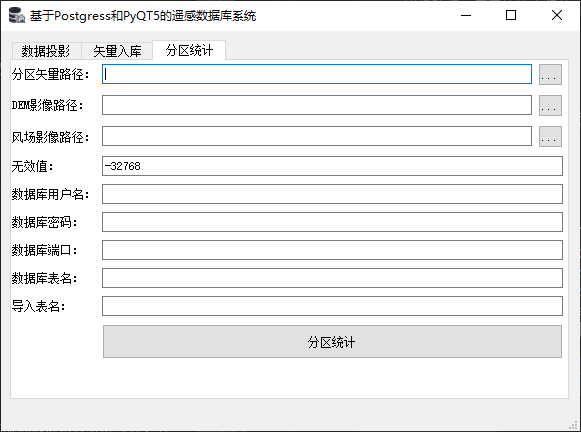 基于Postgress和PyQT5的遥感数据库系统
数据投影 矢量入库 分区统计
分区矢量路径: ...
DEM影像路径: ...
风场影像路径: ...
无效值: -32768
数据库用户名:
数据库密码:
数据库端口:
数据库表名:
导入表名:
分区统计